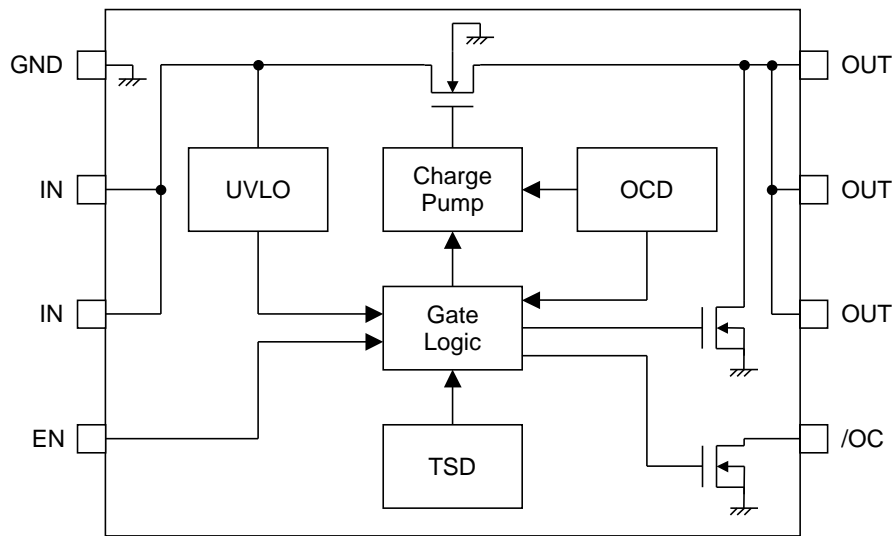 GND
OUT
IN
UVLO
Charge
Pump
OCD
OUT
IN
Gate
Logic
OUT
EN
TSD
/OC